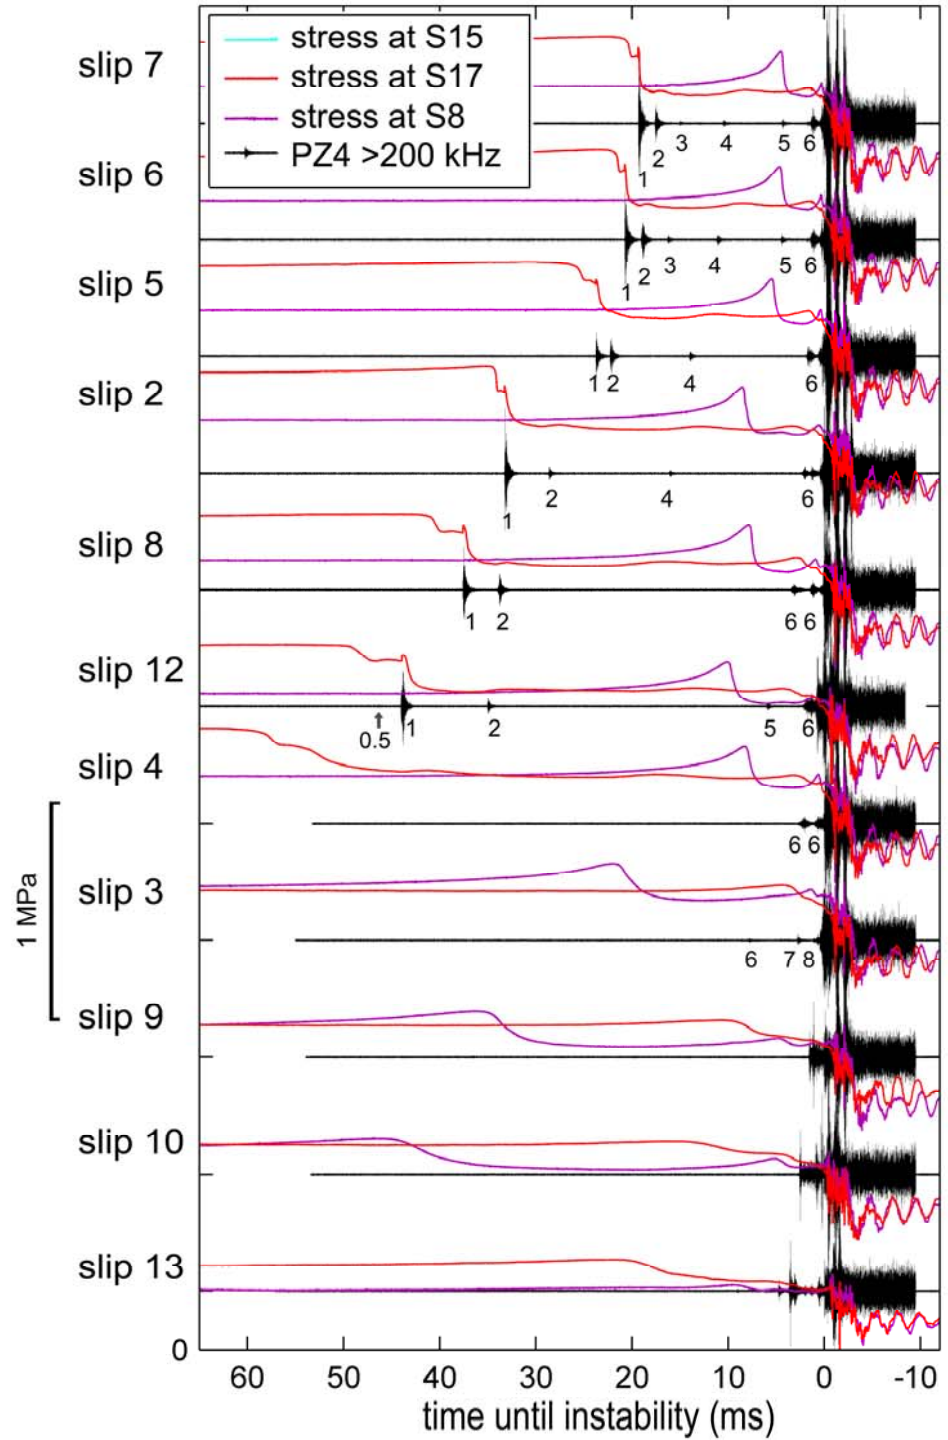 stress at S15
stress at S17
stress at S8
PZ4 >200 kHz
slip 7
1 2 3 4 5 6
slip 6
1 2 3 4 5 6
slip 5
1 2 4 6
slip 2
1 2 4 6
slip 8
1 2 6 6
slip 12
0.5 1 2 5 6
slip 4
6 6
1 MPa
slip 3
6 7 8
slip 9
slip 10
slip 13
0
60 50 40 30 20 10 0 -10
time until instability (ms)